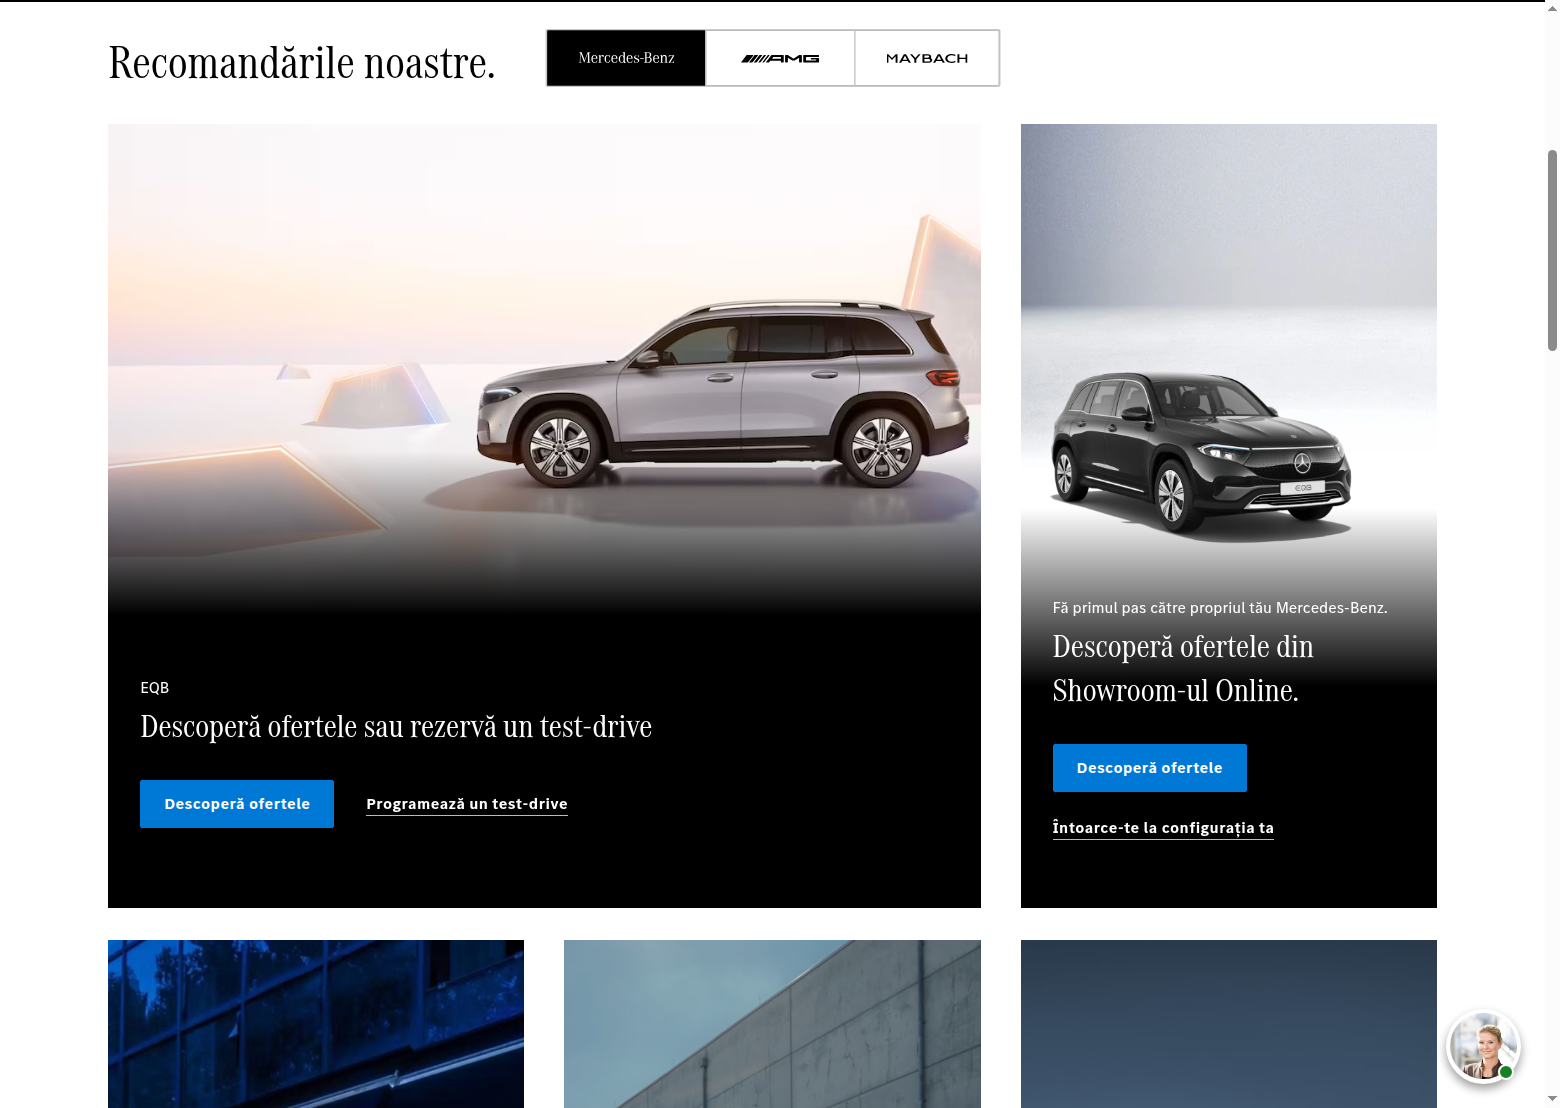 Recomandările noastre.
Mercedes-Benz
AMG
MAYBACH
EQB
Descoperă ofertele sau rezervă un test-drive
Descoperă ofertele
Programează un test-drive
EQB
Fă primul pas către propriul tău Mercedes-Benz.
Descoperă ofertele din
Showroom-ul Online.
Descoperă ofertele
Întoarce-te la configurația ta